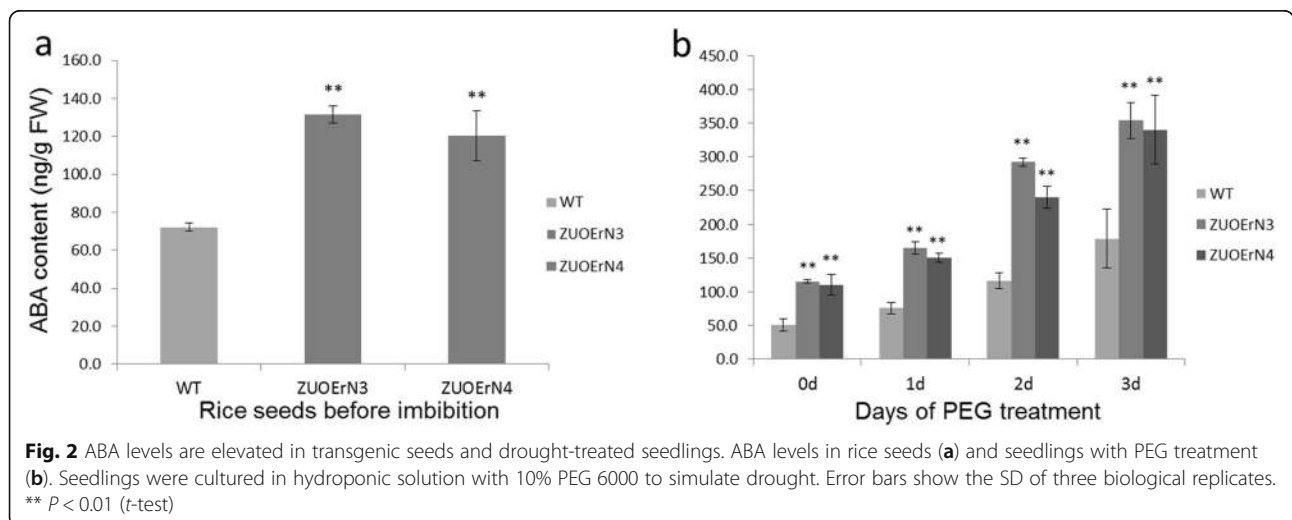 a
160.0
140.0
120.0
100.0
80.0
60.0
40.0
20.0
0.0
ABA content (ng/g FW)
**
**
WT
ZUOErN3
ZUOErN4
WT
ZUOErN3
ZUOErN4
Rice seeds before imbibition
b
450.0
400.0
350.0
300.0
250.0
200.0
150.0
100.0
50.0
0.0
**
**
**
**
**
**
**
**
WT
ZUOErN3
ZUOErN4
0d
1d
2d
3d
Days of PEG treatment
Fig. 2 ABA levels are elevated in transgenic seeds and drought-treated seedlings. ABA levels in rice seeds (a) and seedlings with PEG treatment
(b). Seedlings were cultured in hydroponic solution with 10% PEG 6000 to simulate drought. Error bars show the SD of three biological replicates.
** P < 0.01 (t-test)